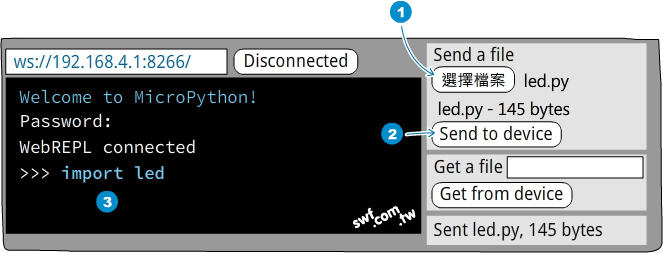 1
ws://192.168.4.1:8266/ Disconnected
Welcome to MicroPython!
Password:
WebREPL connected
>>> import led
3
swf.com.tw
Send a file
選擇檔案 led.py
led.py - 145 bytes
2 Send to device
Get a file
Get from device
Sent led.py, 145 bytes